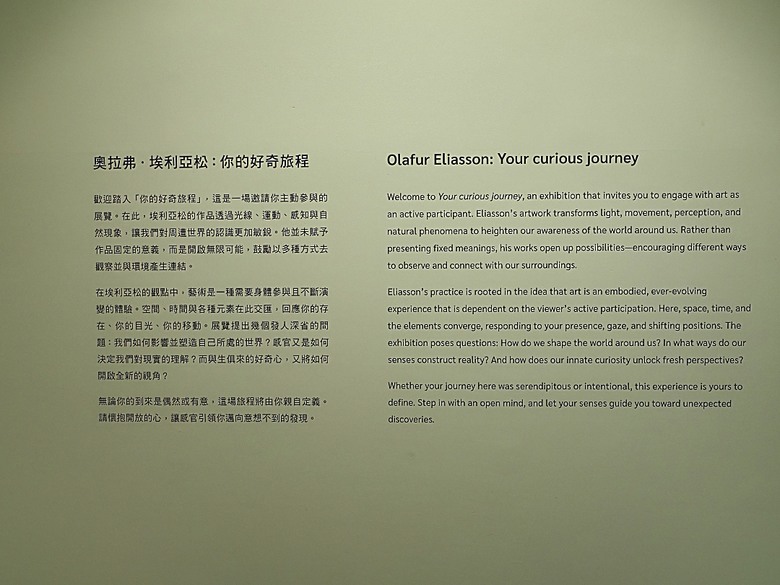 奧拉弗・埃利亞松：你的好奇旅程
歡迎踏入「你的好奇旅程」，這是一場邀請你主動參與的
展覽。在此，埃利亞松的作品透過光線、運動、感知與自
然現象，讓我們對周遭世界的認識更加敏銳。他並未賦予
作品固定的意義，而是開啟無限可能，鼓勵以多種方式去
觀察並與環境產生連結。
在埃利亞松的觀點中，藝術是一種需要身體參與且不斷演
變的體驗。空間、時間與各種元素在此交匯，回應你的存
在、你的目光、你的移動。展覽提出幾個發人深省的問
題：我們如何影響並塑造自己所處的世界？感官又是如何
決定我們對現實的理解？而與生俱來的好奇心，又將如何
開啟全新的視角？
無論你的到來是偶然或有意，這場旅程將由你親自定義。
請懷抱開放的心，讓感官引領你邁向意想不到的發現。
Olafur Eliasson: Your curious journey
Welcome to Your curious journey, an exhibition that invites you to engage with art as
an active participant. Eliasson's artwork transforms light, movement, perception, and
natural phenomena to heighten our awareness of the world around us. Rather than
presenting fixed meanings, his works open up possibilities—encouraging different ways
to observe and connect with our surroundings.
Eliasson's practice is rooted in the idea that art is an embodied, ever-evolving
experience that is dependent on the viewer's active participation. Here, space, time, and
the elements converge, responding to your presence, gaze, and shifting positions. The
exhibition poses questions: How do we shape the world around us? In what ways do our
senses construct reality? And how does our innate curiosity unlock fresh perspectives?
Whether your journey here was serendipitous or intentional, this experience is yours to
define. Step in with an open mind, and let your senses guide you toward unexpected
discoveries.